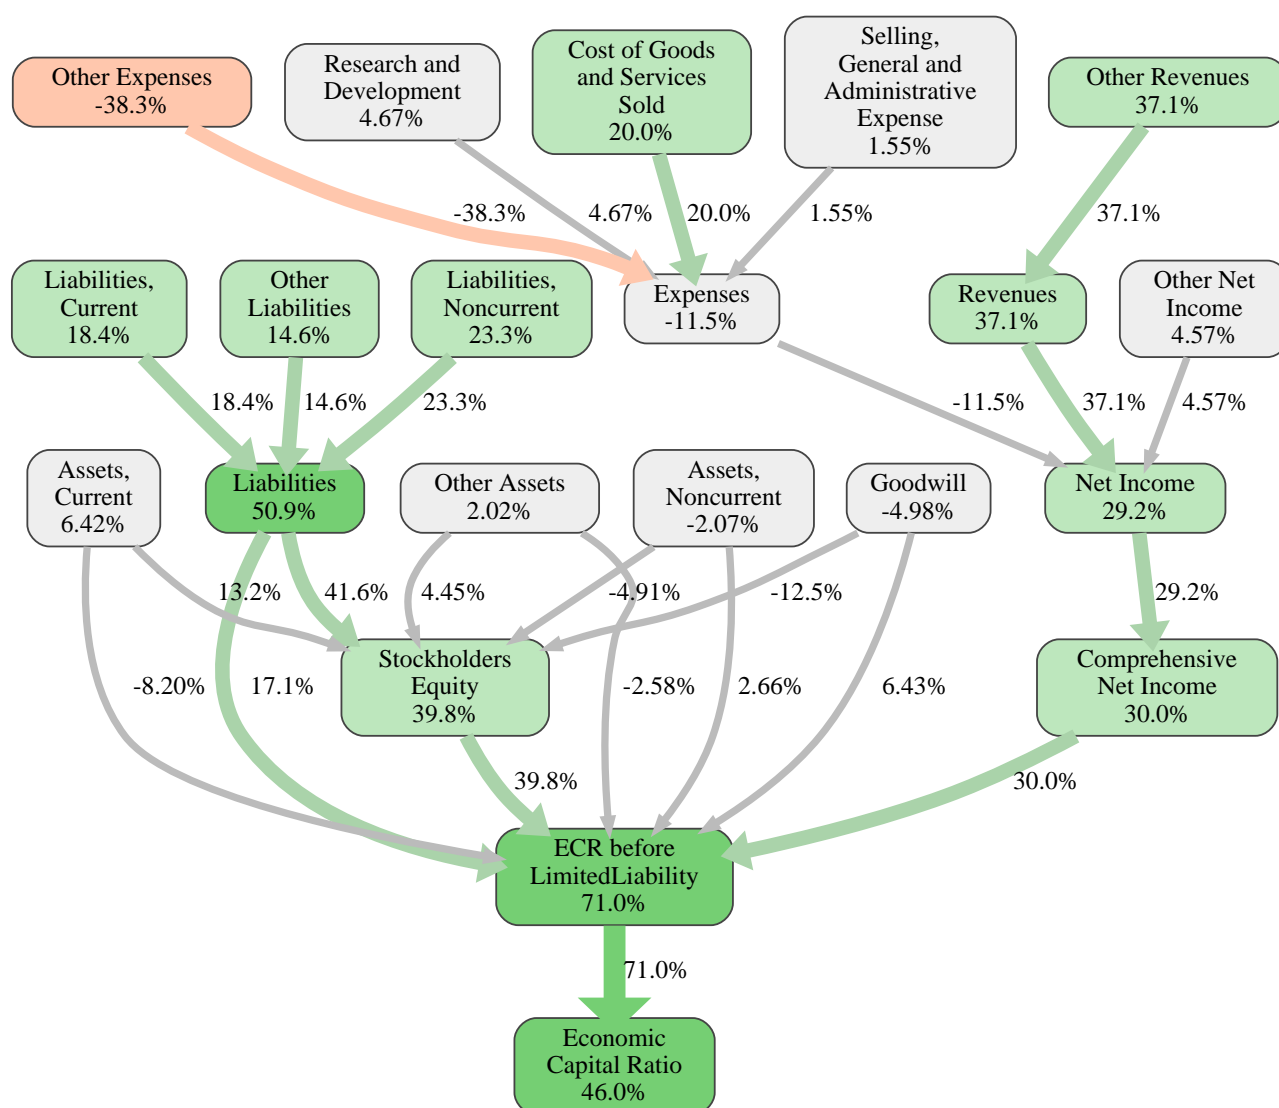 Other Expenses
-38.3%
Research and
Development
4.67%
Cost of Goods
and Services
Sold
20.0%
Selling,
General and
Administrative
Expense
1.55%
Other Revenues
37.1%
-38.3%
4.67%
20.0%
1.55%
37.1%
Liabilities,
Current
18.4%
Other
Liabilities
14.6%
Liabilities,
Noncurrent
23.3%
Expenses
-11.5%
Revenues
37.1%
Other Net
Income
4.57%
18.4%
14.6%
23.3%
-11.5%
37.1%
4.57%
Assets,
Current
6.42%
Liabilities
50.9%
Other Assets
2.02%
Assets,
Noncurrent
-2.07%
Goodwill
-4.98%
Net Income
29.2%
13.2%
41.6%
4.45%
-4.91%
-12.5%
29.2%
Stockholders
Equity
39.8%
Comprehensive
Net Income
30.0%
-8.20%
17.1%
-2.58%
2.66%
6.43%
39.8%
30.0%
ECR before
LimitedLiability
71.0%
71.0%
Economic
Capital Ratio
46.0%